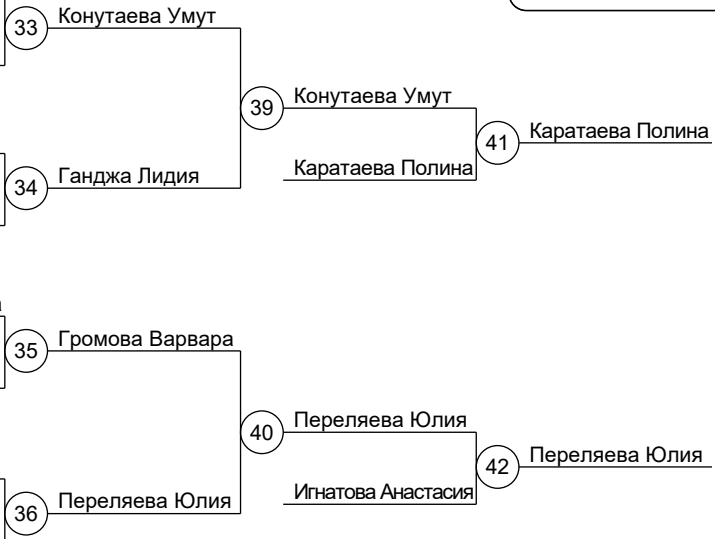 33 Конутаева Умут
39 Конутаева Умут
41 Каратаева Полина
Каратаева Полина
34 Ганджа Лидия
35 Громова Варвара
40 Переляева Юлия
42 Переляева Юлия
Игнатова Анастасия
36 Переляева Юлия